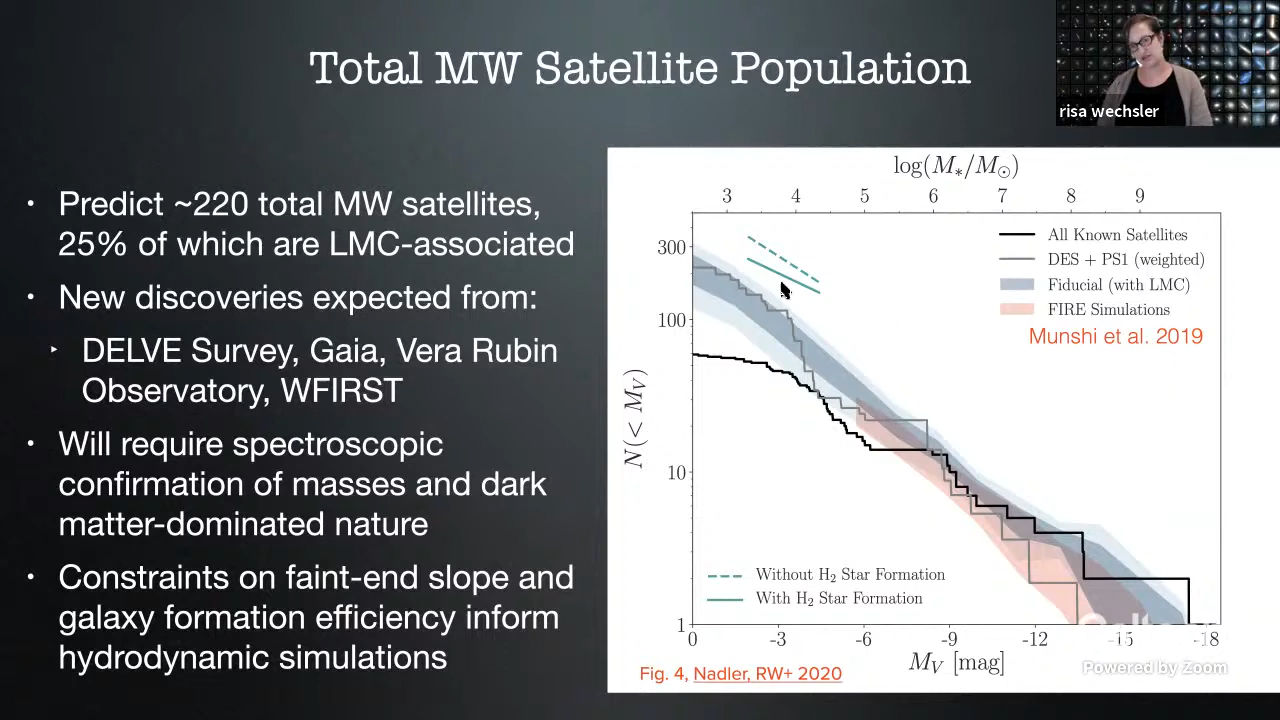 Total MW Satellite Population
risa wechsler
• Predict ~220 total MW satellites,
25% of which are LMC-associated
• New discoveries expected from:
‣ DELVE Survey, Gaia, Vera Rubin
Observatory, WFIRST
• Will require spectroscopic
confirmation of masses and dark
matter-dominated nature
• Constraints on faint-end slope and
galaxy formation efficiency inform
hydrodynamic simulations
log(M*/M⊙)
3 4 5 6 7 8 9
300
100
10
1
N(< M_V)
All Known Satellites
DES + PS1 (weighted)
Fiducial (with LMC)
FIRE Simulations
Munshi et al. 2019
Without H₂ Star Formation
With H₂ Star Formation
0 -3 -6 -9 -12 -15 -18
M_V [mag]
Fig. 4, Nadler, RW+ 2020
Powered by Zoom